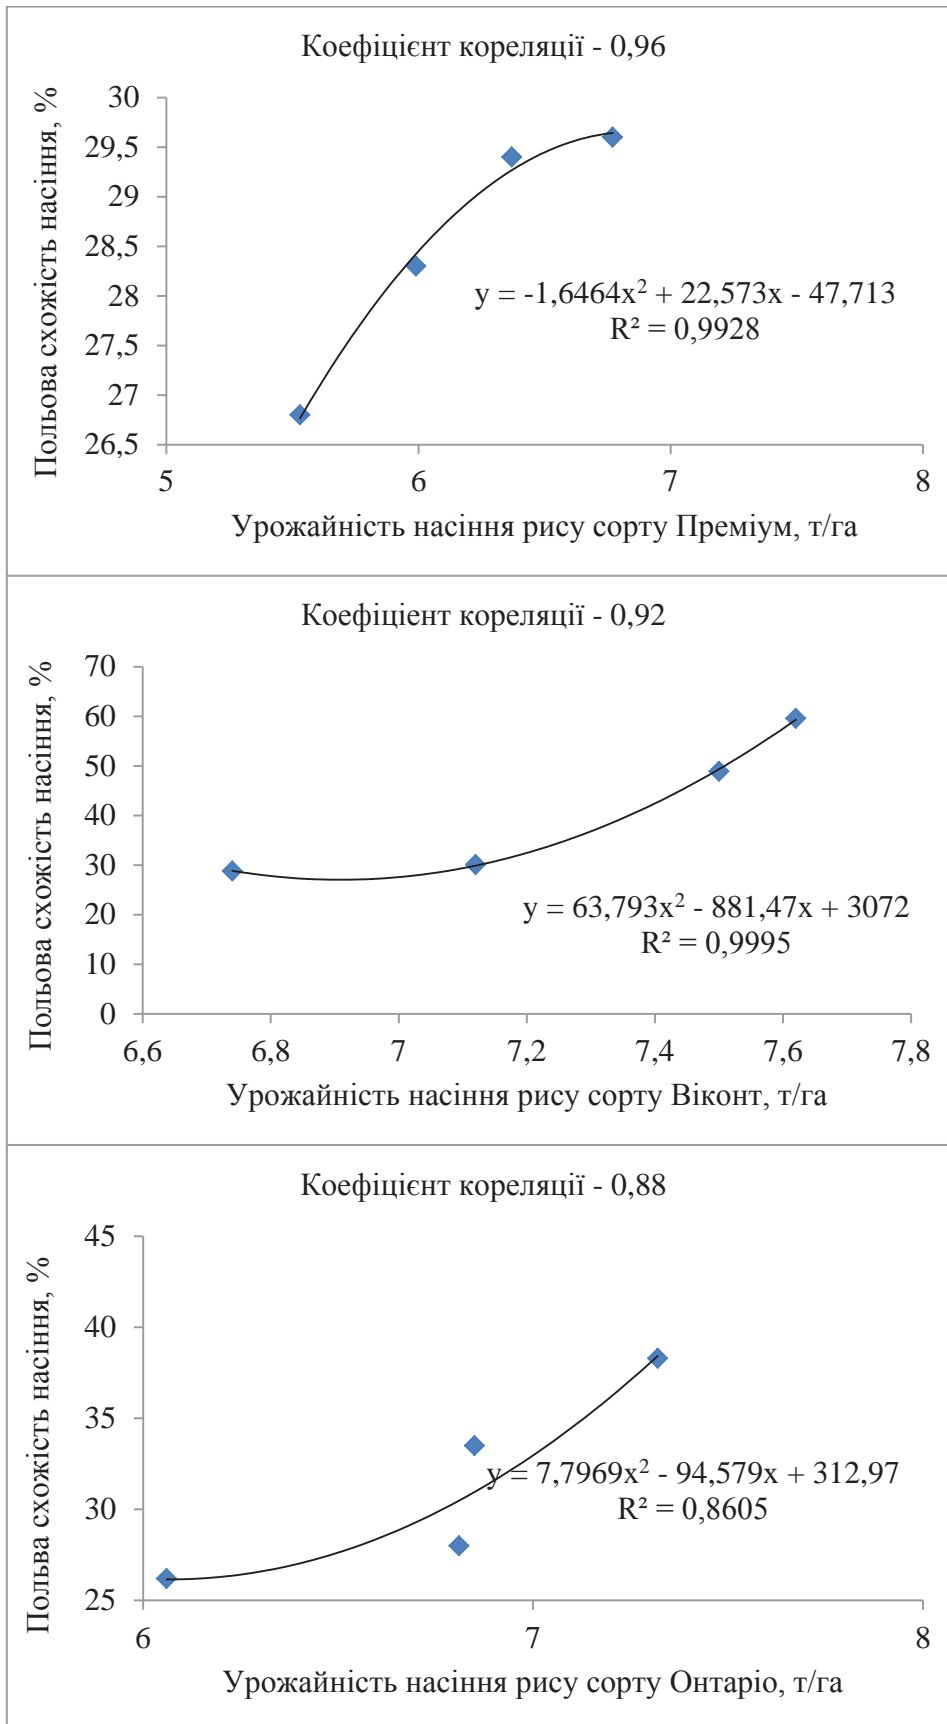 Коефіцієнт кореляції - 0,96
Польова схожість насіння, %
30
29,5
29
28,5
28
27,5
27
26,5
y = -1,6464x² + 22,573x - 47,713
R² = 0,9928
5 6 7 8
Урожайність насіння рису сорту Преміум, т/га
Коефіціент кореляції - 0,92
Польова схожість насіння, %
70
60
50
40
30
20
10
0
y = 63,793x² - 881,47x + 3072
R² = 0,9995
6,6 6,8 7 7,2 7,4 7,6 7,8
Урожайність насіння рису сорту Віконт, т/га
Коефіцієнт кореляції - 0,88
Польва схожість насіння, %
45
40
35
30
25
y = 7,7969x² - 94,579x + 312,97
R² = 0,8605
6 7 8
Урожайність насіння рису сорту Онтаріо, т/га